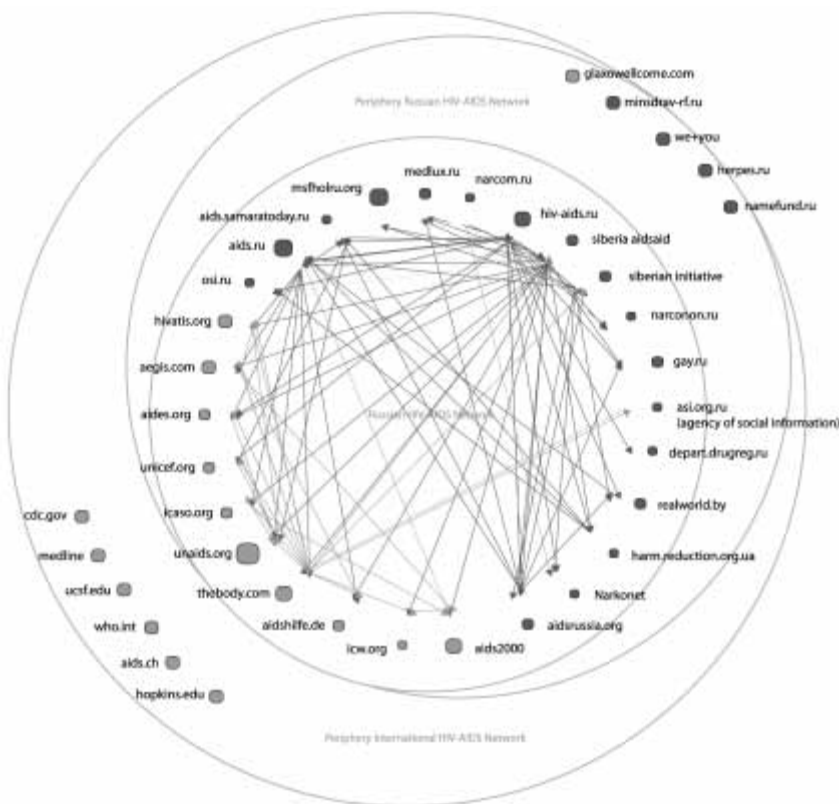 glaxowellcome.com
Periphery Russian HIV-AIDS Network
minsdrav-rf.ru
we+you
herpes.ru
medlux.ru
narcom.ru
msfholru.org
namefund.ru
aids.samaratoday.ru
hiv-aids.ru
aids.ru
siberia aidsaid
osi.ru
siberian initiative
hivatis.org
narconon.ru
aegis.com
gay.ru
aides.org
asi.org.ru
(agency of social information)
depart.drugreg.ru
unicef.org
icaso.org
realworld.by
cdc.gov
unaids.org
harm.reduction.org.ua
medline
ucsf.edu
thebody.com
Narkonet
who.int
aidshilfe.de
aidsrussia.org
icw.org
aids2000
aids.ch
hopkins.edu
Periphery International HIV-AIDS Network